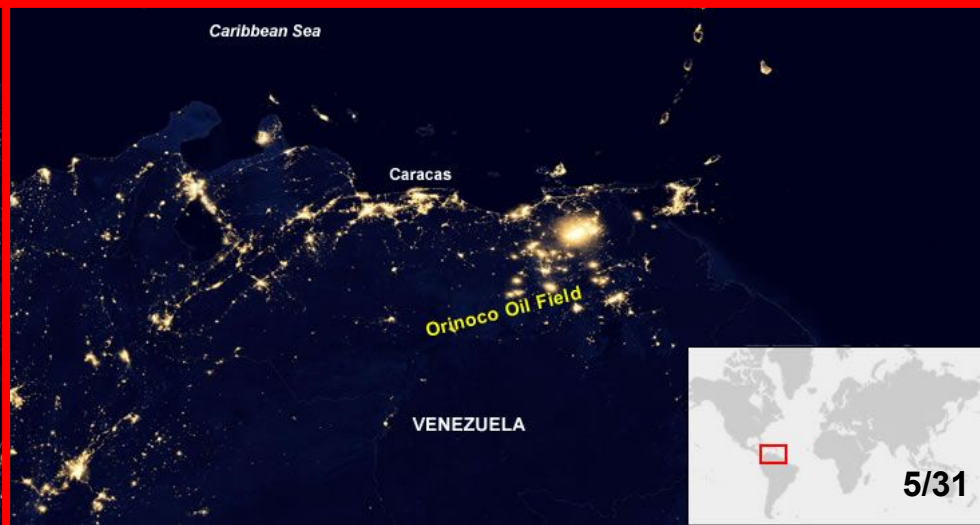 Caribbean Sea
Caracas
Orinoco Oil Field
VENEZUELA
5/31